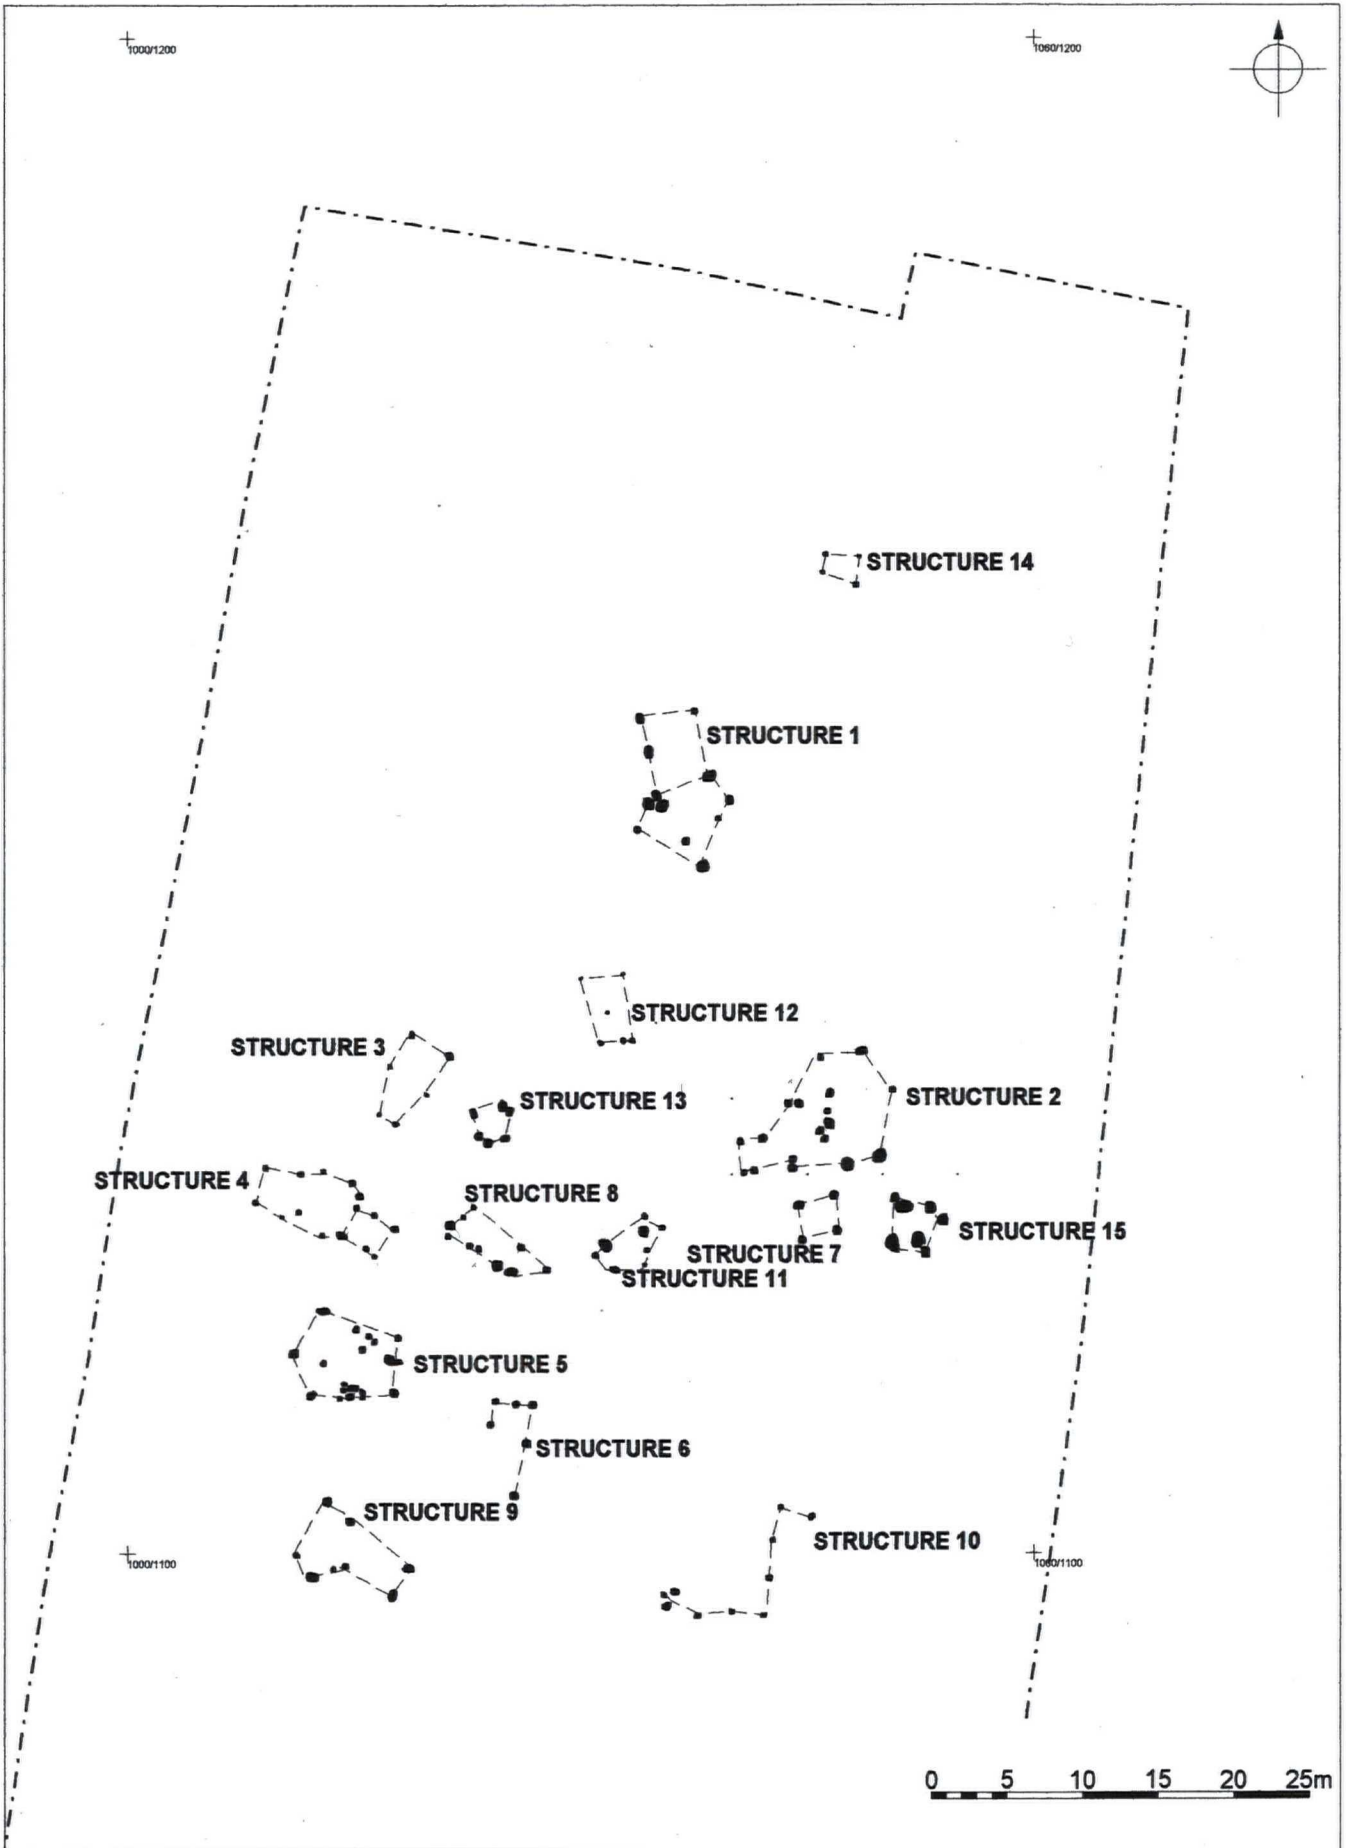 1000/1200
1060/1200
STRUCTURE 14
STRUCTURE 1
STRUCTURE 12
STRUCTURE 3
STRUCTURE 13
STRUCTURE 2
STRUCTURE 4
STRUCTURE 8
STRUCTURE 15
STRUCTURE 7
STRUCTURE 11
STRUCTURE 5
STRUCTURE 6
STRUCTURE 9
STRUCTURE 10
1000/1100
1060/1100
0 5 10 15 20 25m